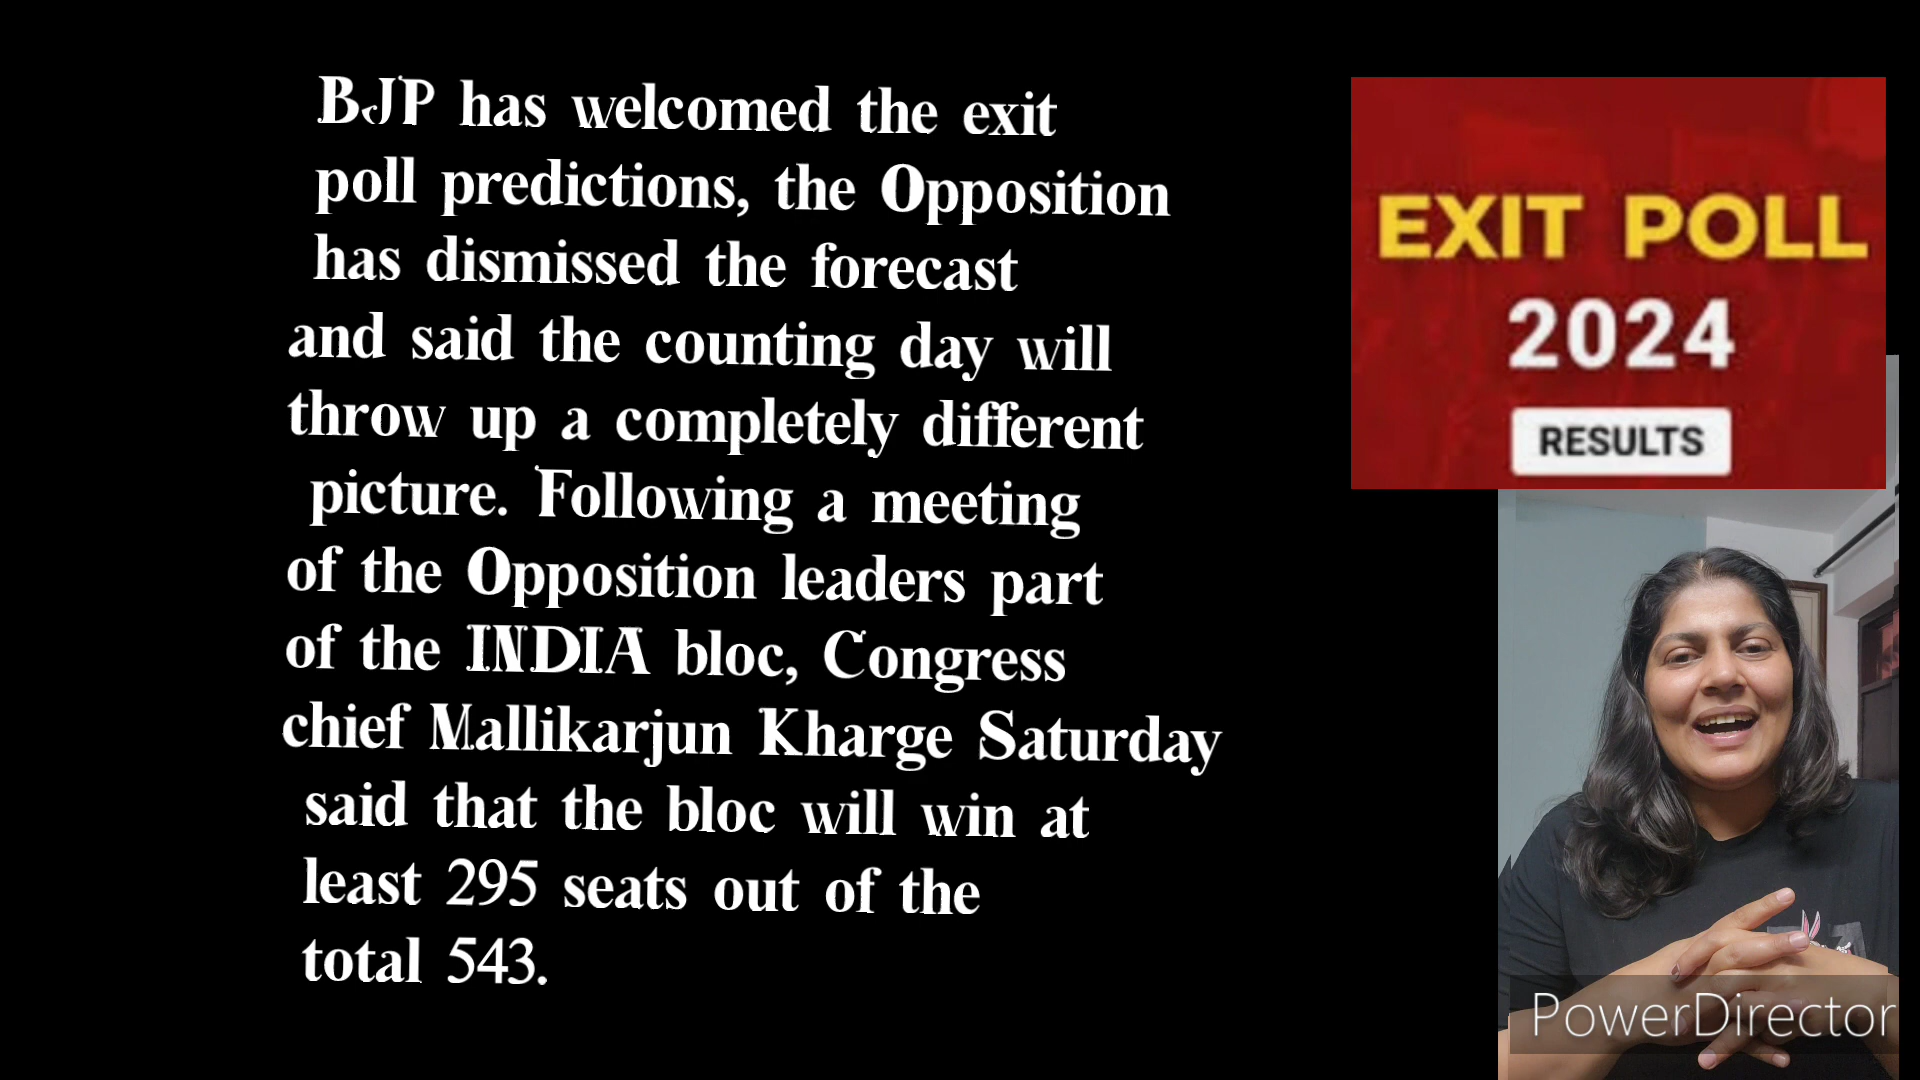 BJP has welcomed the exit
poll predictions, the Opposition
has dismissed the forecast
and said the counting day will
throw up a completely different
picture. Following a meeting
of the Opposition leaders part
of the INDIA bloc, Congress
chief Mallikarjun Kharge Saturday
said that the bloc will win at
least 295 seats out of the
total 543.
EXIT POLL
2024
RESULTS
PowerDirector